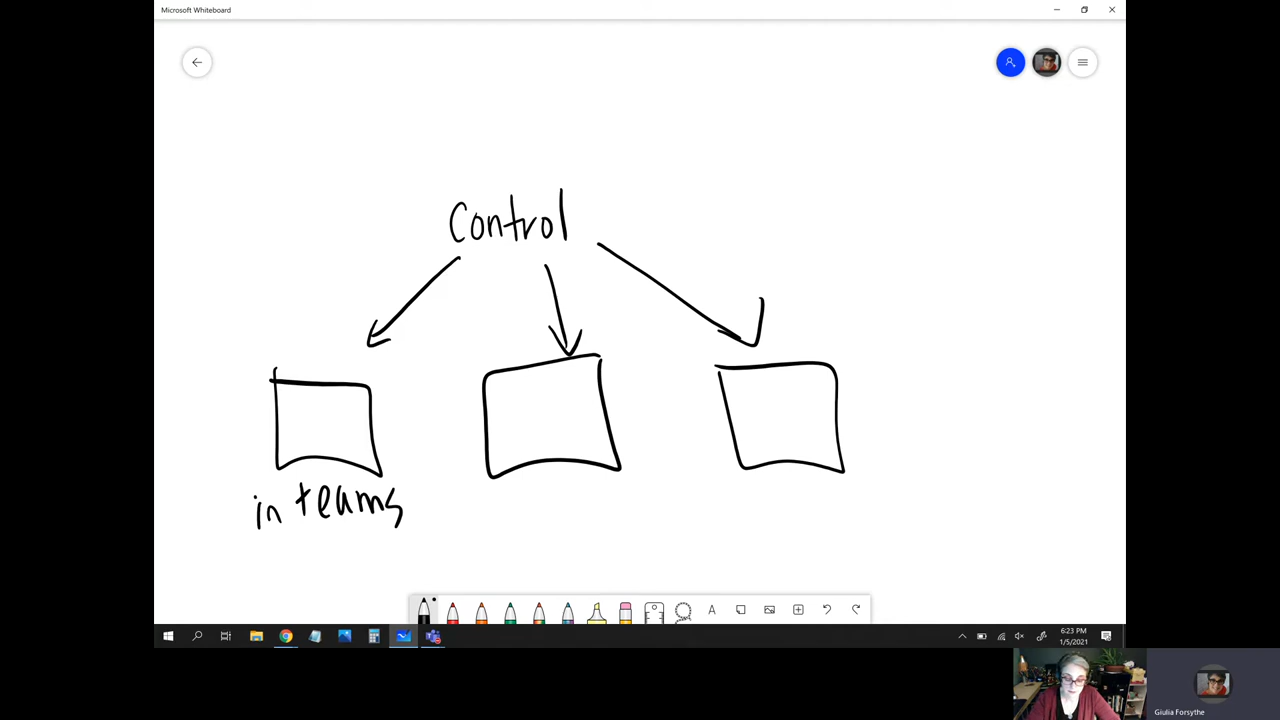 Microsoft Whiteboard
Control
in teams
A
6:23 PM
1/5/2021
Giulia Forsythe